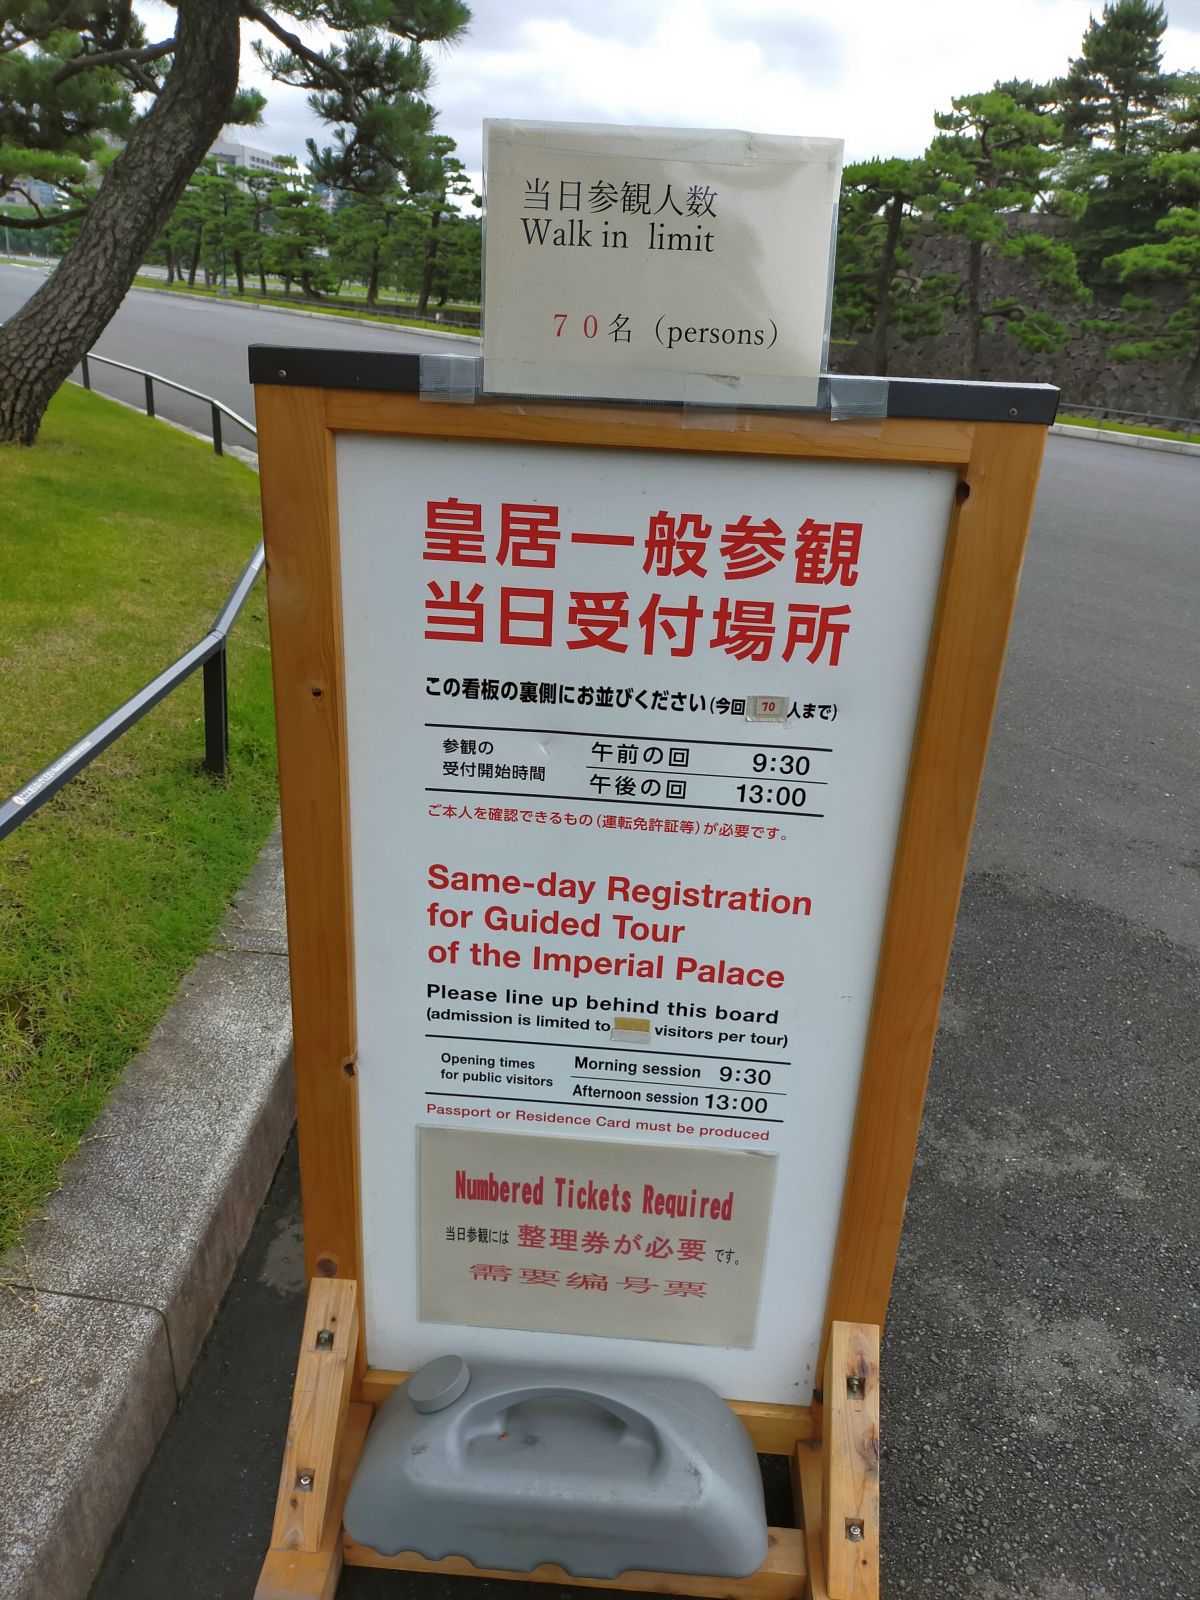 当日参観人数
Walk in limit
70名（persons）
皇居一般参観
当日受付場所
この看板の裏側にお並びください(今回 70 人まで)
参観の
受付開始時間
午前の回 9:30
午後の回 13:00
ご本人を確認できるもの（運転免許証等）が必要です。
Same-day Registration
for Guided Tour
of the Imperial Palace
Please line up behind this board
(admission is limited to visitors per tour)
Opening times
for public visitors
Morning session 9:30
Afternoon session 13:00
Passport or Residence Card must be produced
Numbered Tickets Required
当日参観には 整理券が必要 です。
需要编号票